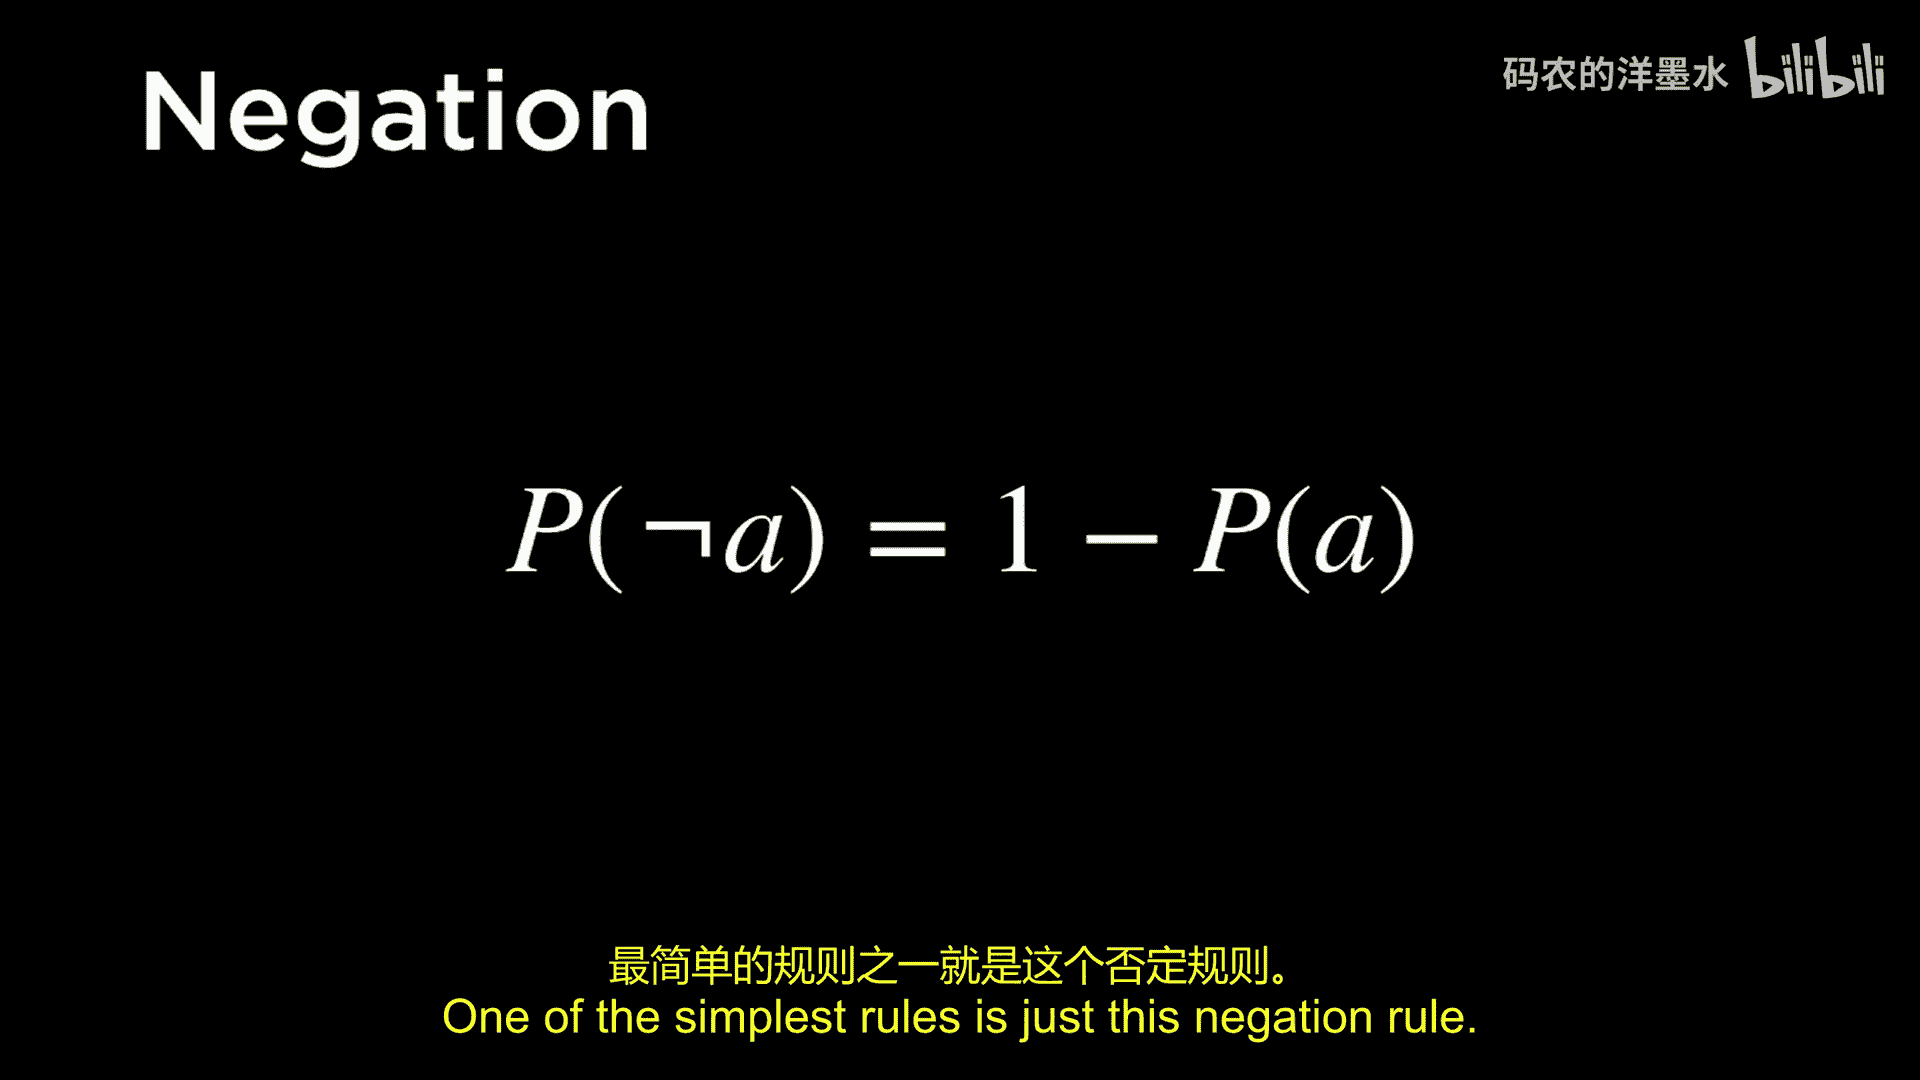 Negation
码农的洋墨水 bilibili
P(¬a) = 1 − P(a)
最简单的规则之一就是这个否定规则。
One of the simplest rules is just this negation rule.